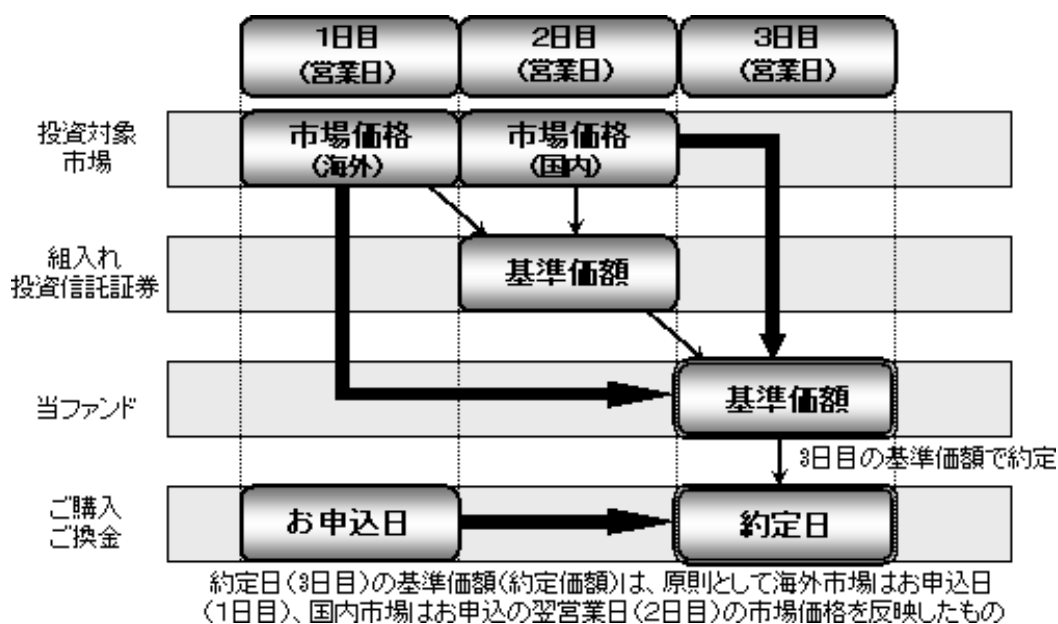 1日目
(営業日)
2日目
(営業日)
3日目
(営業日)
投資対象
市場
市場価格
(海外)
市場価格
(国内)
組入れ
投資信託証券
基準価額
当ファンド
基準価額
3日目の基準価額で約定
ご購入
ご換金
お申込日
約定日
約定日(3日目)の基準価額(約定価額)は、原則として海外市場はお申込日
(1日目)、国内市場はお申込の翌営業日(2日目)の市場価格を反映したもの